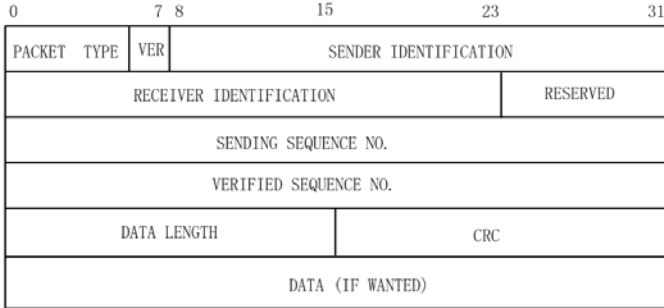 0 7 8 15 23 31
PACKET TYPE VER SENDER IDENTIFICATION
RECEIVER IDENTIFICATION RESERVED
SENDING SEQUENCE NO.
VERIFIED SEQUENCE NO.
DATA LENGTH CRC
DATA (IF WANTED)